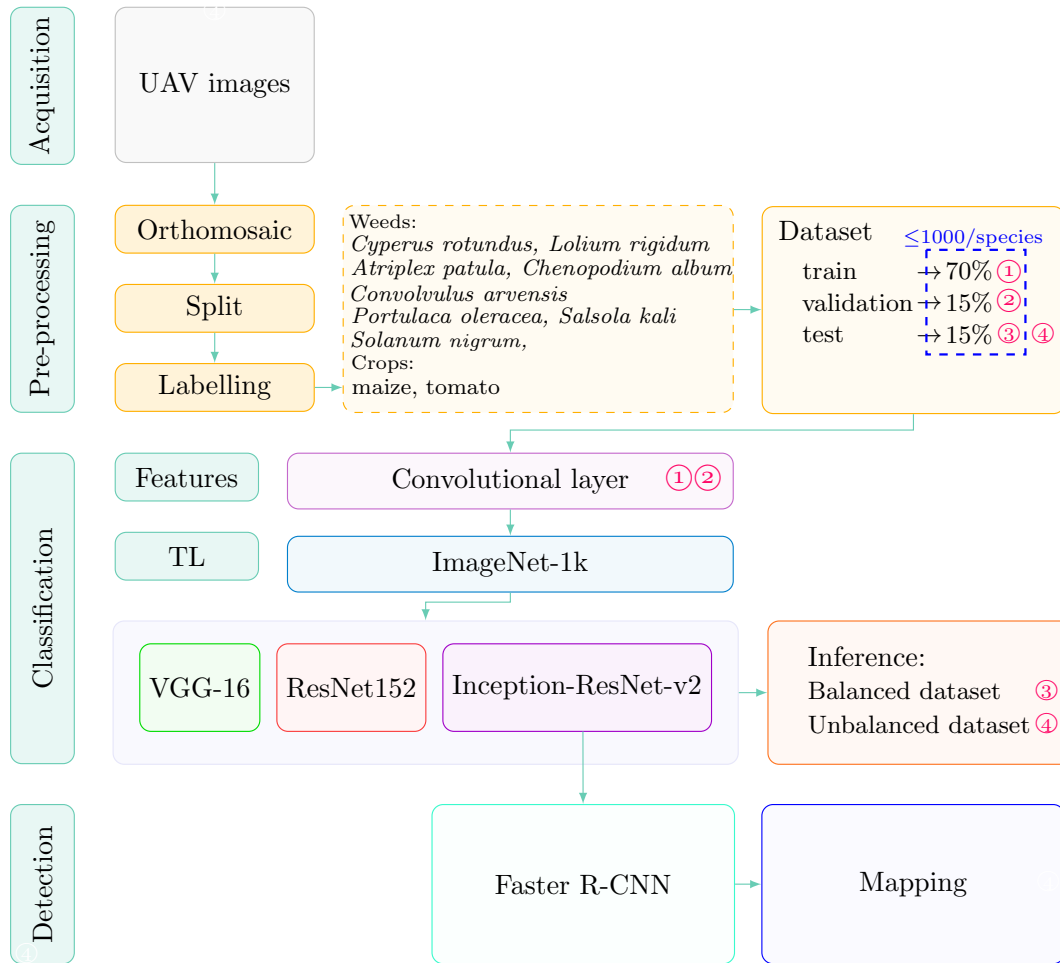 Acquisition
UAV images
Pre-processing
Orthomosaic
Split
Labelling
Weeds:
Cyperus rotundus, Lolium rigidum
Atriplex patula, Chenopodium album
Convolvulus arvensis
Portulaca oleracea, Salsola kali
Solanum nigrum,
Crops:
maize, tomato
Dataset
≤1000/species
train → 70% ①
validation → 15% ②
test → 15% ③ ④
Classification
Features
Convolutional layer ①②
TL
ImageNet-1k
VGG-16
ResNet152
Inception-ResNet-v2
Inference:
Balanced dataset ③
Unbalanced dataset ④
Detection
④
Faster R-CNN
Mapping